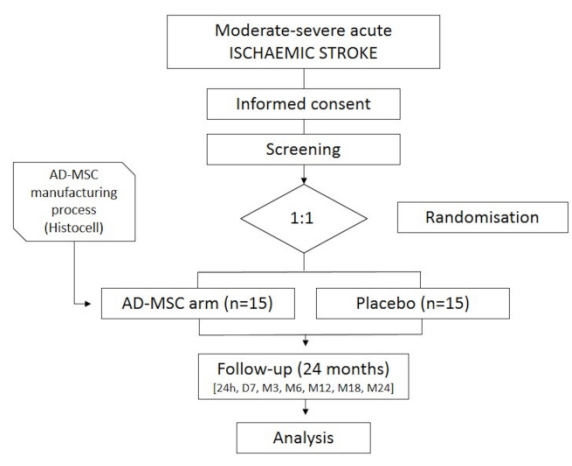 Moderate-severe acute
ISCHAEMIC STROKE
Informed consent
Screening
AD-MSC
manufacturing
process
(Histocell)
1:1
Randomisation
AD-MSC arm (n=15)
Placebo (n=15)
Follow-up (24 months)
[24h, D7, M3, M6, M12, M18, M24]
Analysis